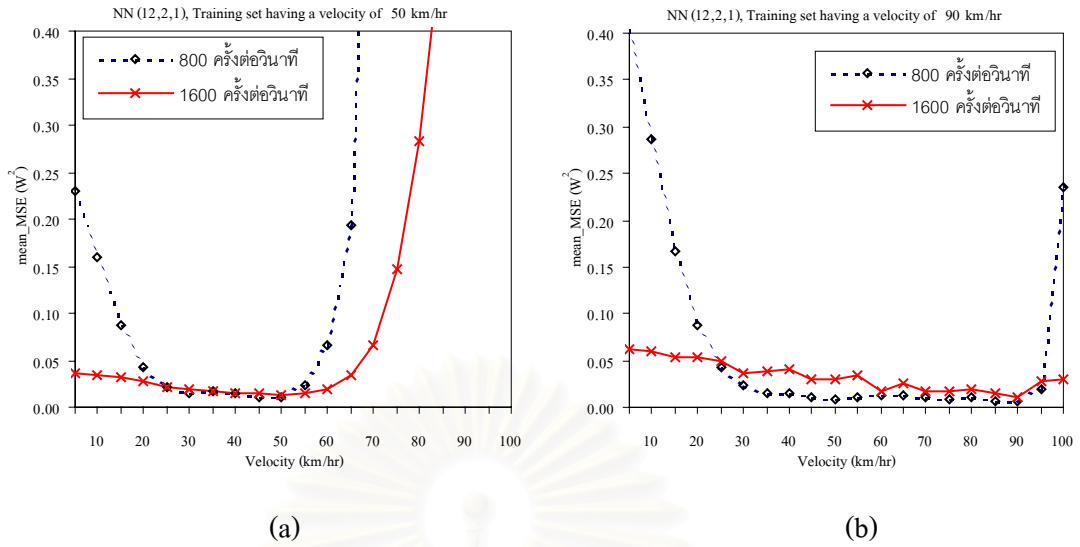 NN (12,2,1), Training set having a velocity of 50 km/hr
0.40
0.35
0.30
0.25
0.20
0.15
0.10
0.05
0.00
mean_MSE (W²)
800 ครั้งต่อวินาที
1600 ครั้งต่อวินาที
10 20 30 40 50 60 70 80 90 100
Velocity (km/hr)
(a)
NN (12,2,1), Training set having a velocity of 90 km/hr
0.40
0.35
0.30
0.25
0.20
0.15
0.10
0.05
0.00
mean_MSE (W²)
800 ครั้งต่อวินาที
1600 ครั้งต่อวินาที
10 20 30 40 50 60 70 80 90 100
Velocity (km/hr)
(b)